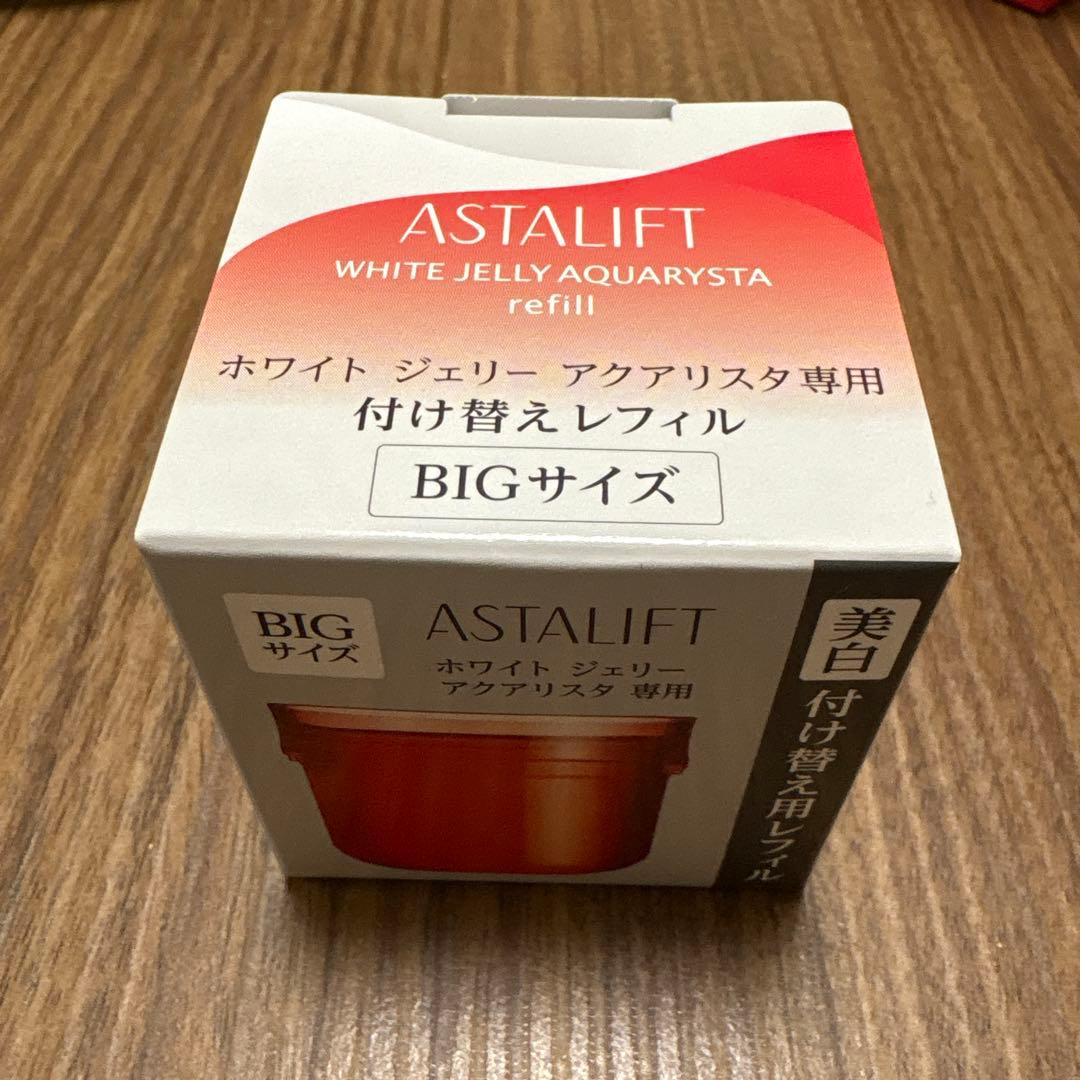 ASTALIFT
WHITE JELLY AQUARYSTA
refill
ホワイト ジェリー アクアリスタ専用
付け替えレフィル
BIGサイズ
BIG
サイズ
ASTALIFT
ホワイト ジェリー
アクアリスタ 専用
美白
付け替え用レフィル